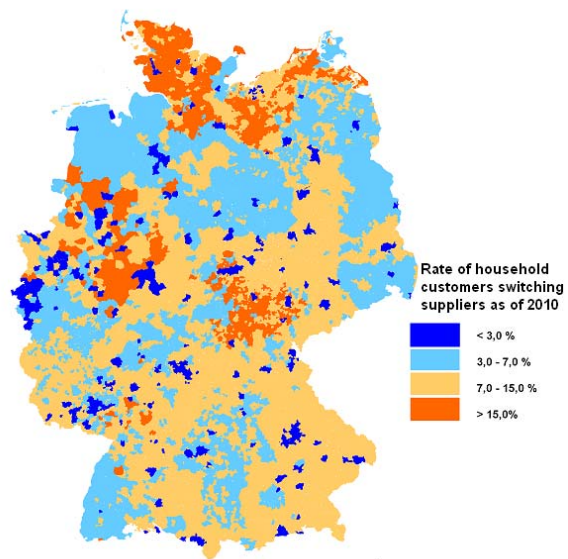 Rate of household
customers switching
suppliers as of 2010
< 3,0 %
3,0 - 7,0 %
7,0 - 15,0 %
> 15,0%